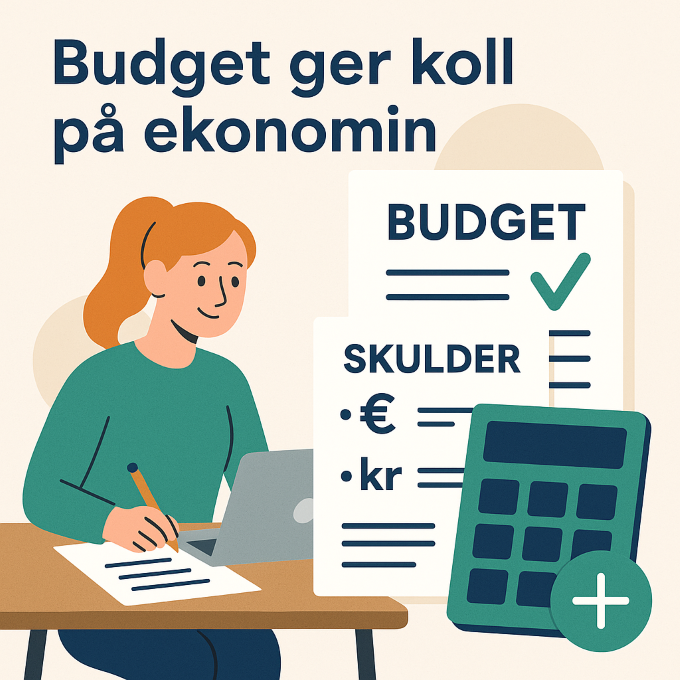 Budget ger koll
på ekonomin
BUDGET
SKULDER
• €
• kr